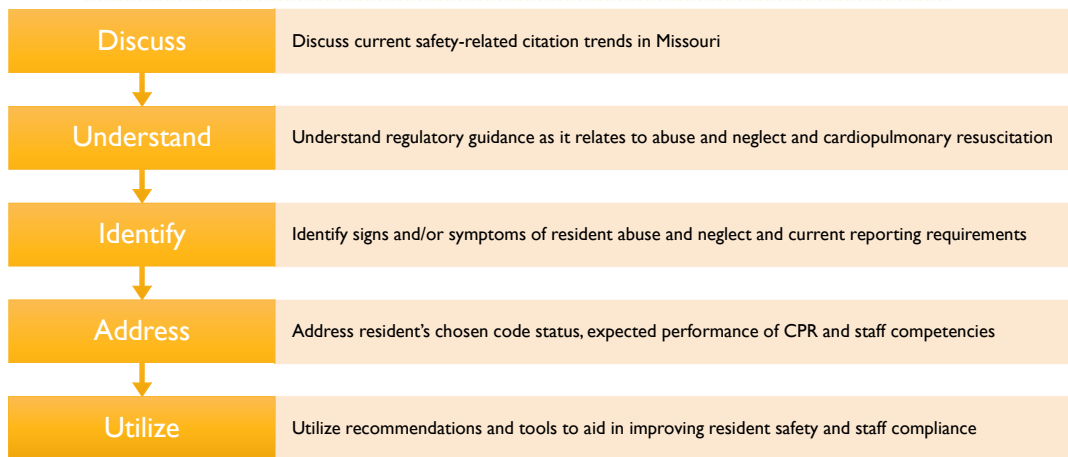 Discuss
Discuss current safety-related citation trends in Missouri
Understand
Understand regulatory guidance as it relates to abuse and neglect and cardiopulmonary resuscitation
Identify
Identify signs and/or symptoms of resident abuse and neglect and current reporting requirements
Address
Address resident’s chosen code status, expected performance of CPR and staff competencies
Utilize
Utilize recommendations and tools to aid in improving resident safety and staff compliance